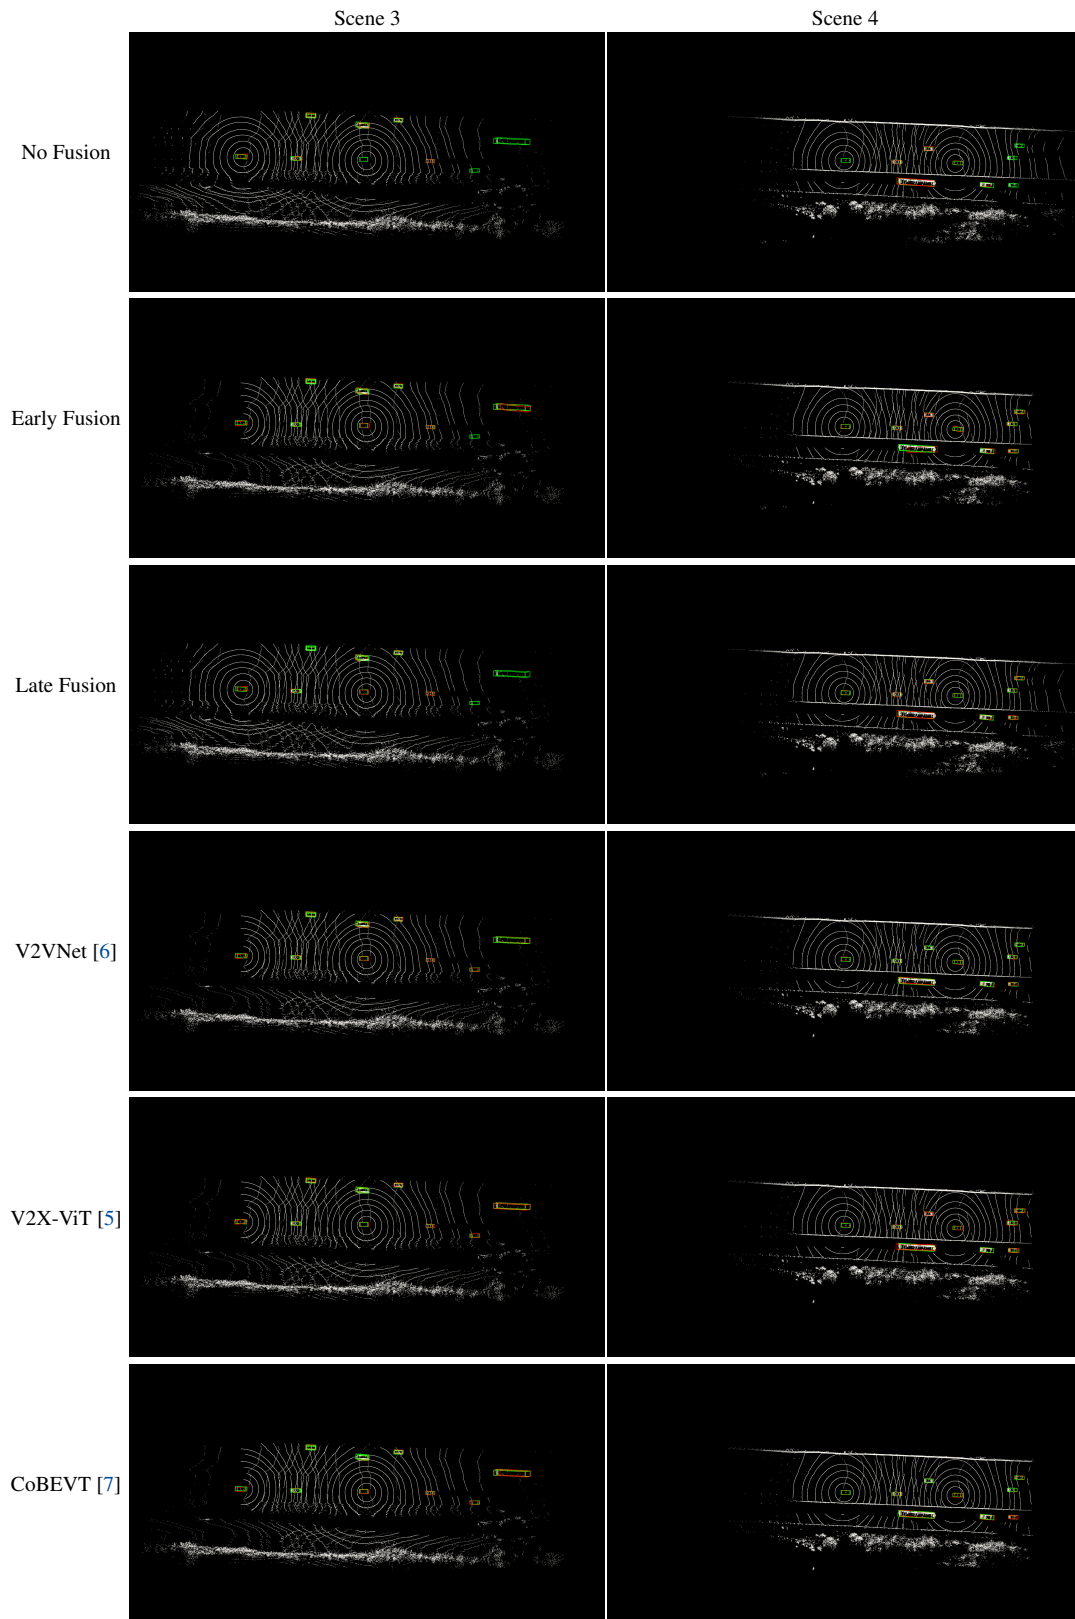 Scene 3
Scene 4
No Fusion
Early Fusion
Late Fusion
V2VNet [6]
V2X-ViT [5]
CoBEVT [7]